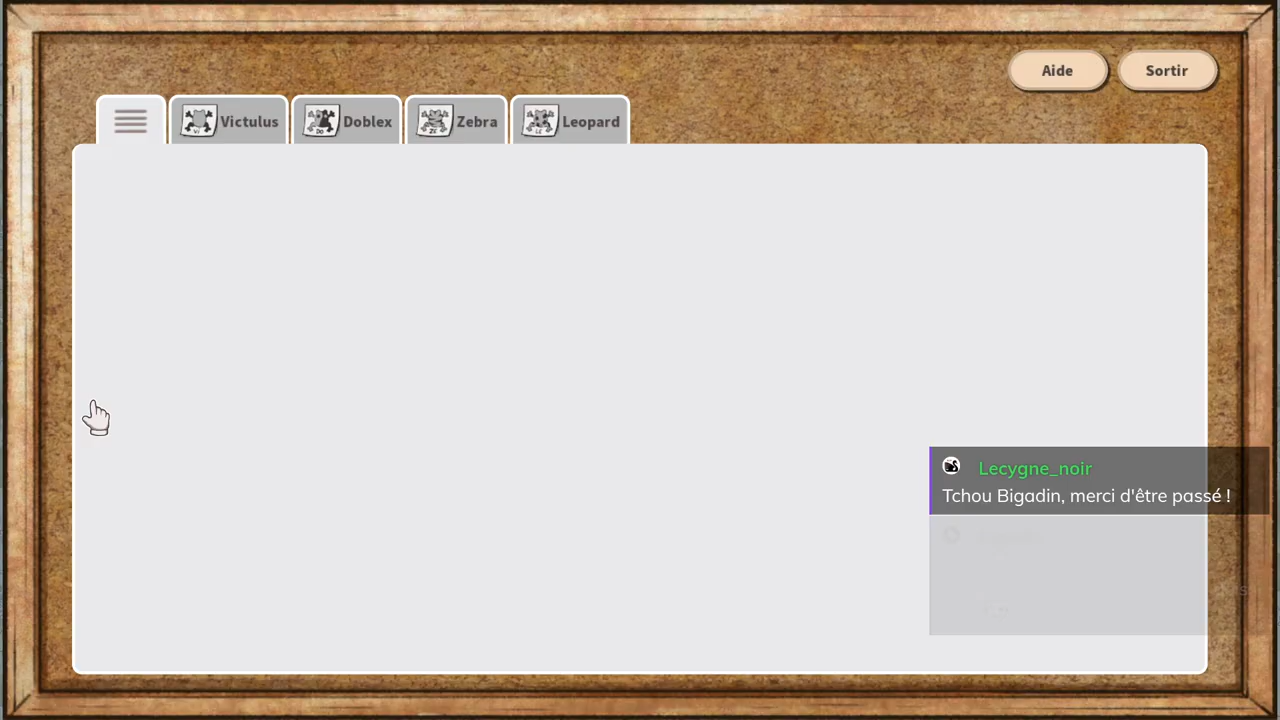 Aide
Sortir
Victulus
Doblex
Zebra
Leopard
Lecygne_noir
Tchou Bigadin, merci d'être passé !